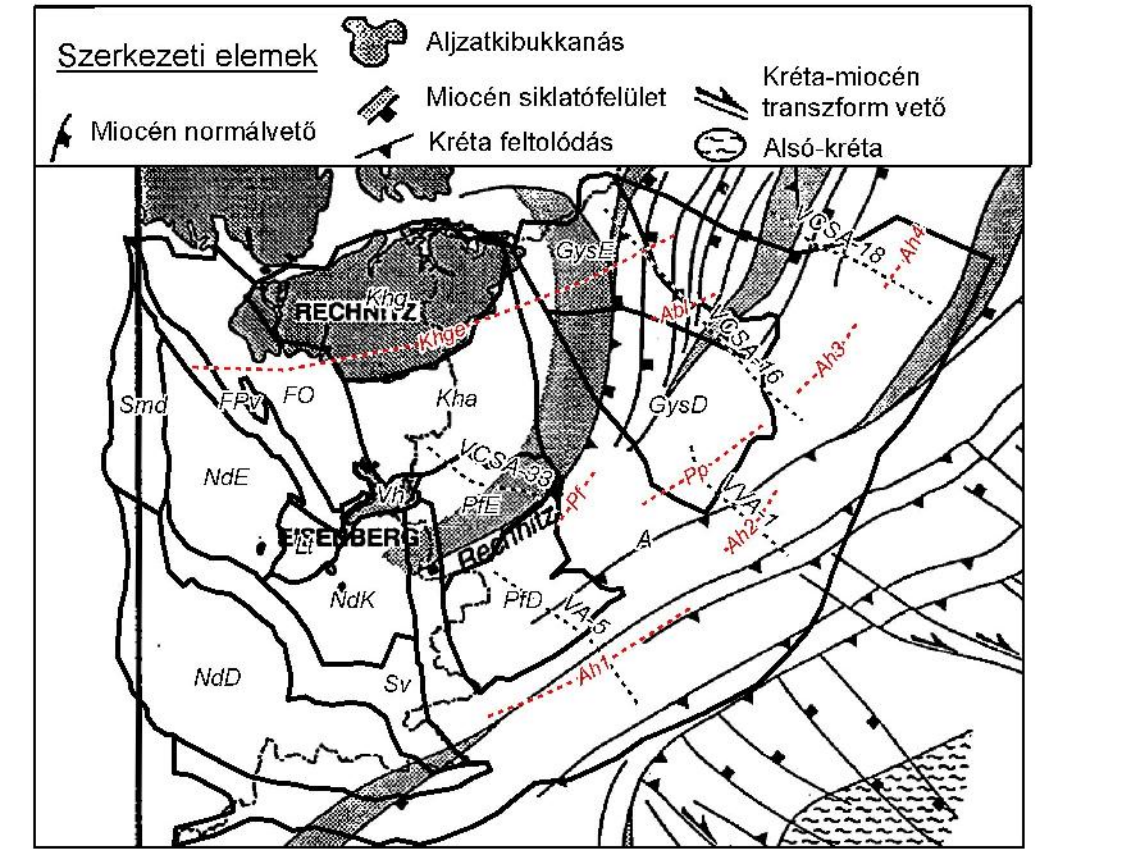 Szerkezeti elemek
Aljzatkibukkanás
Miocén normálvető
Miocén siklatófelület
Kréta feltolódás
Kréta-miocén
transzform vető
Alsó-kréta
VCSA-18
Ah4
GysE
Khg
RECHNITZ
Khge
Abl
VCSA-16
Ah3
Smd
FPv
FO
Kha
GysD
VCSA-33
NdE
Vh
PfE
Pf
Pp
VVA-1
Ah2
EISENBERG
Lt
Rechnitz
A
NdK
PfD
VA-5
NdD
Sv
Ah1